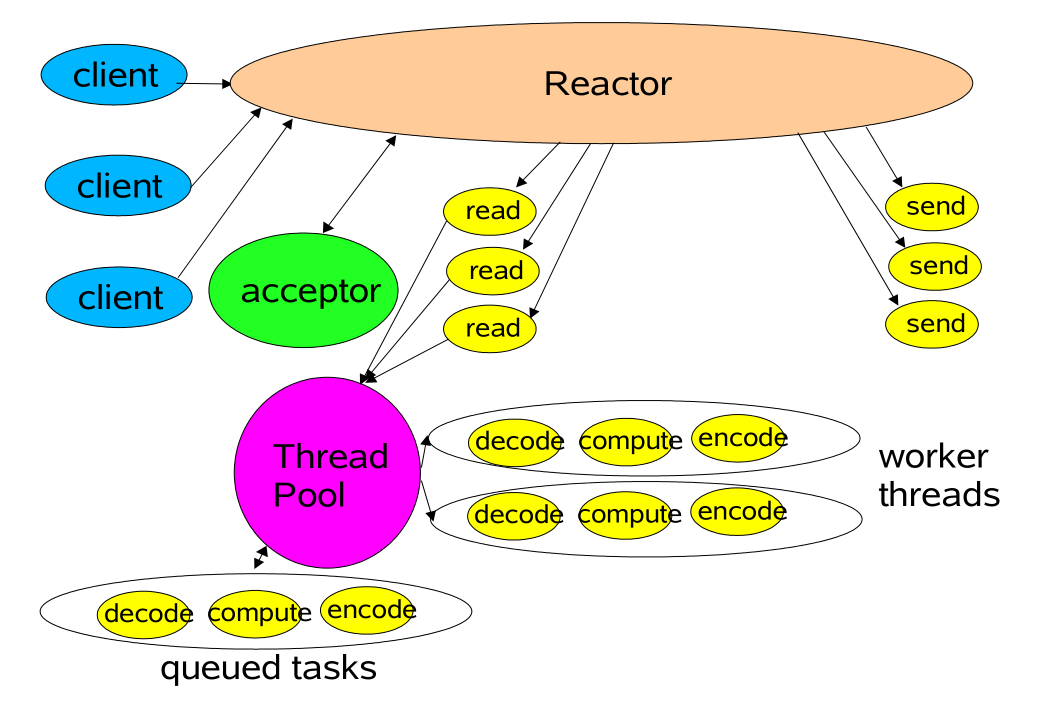 client
Reactor
client
client
acceptor
read
read
read
send
send
send
Thread
Pool
decode compute encode
decode compute encode
worker
threads
decode compute encode
queued tasks